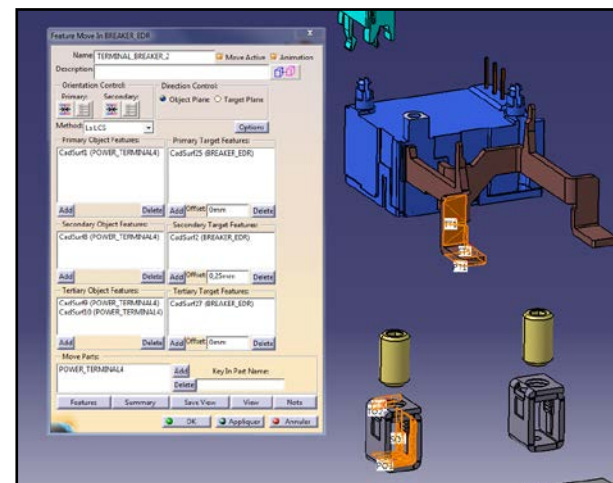 Feature Move In BREAKER_EDR
Name: TERMINAL_BREAKER_2 Move Active Animation
Description:
Orientation Control: Direction Control:
Primary: Secondary: Object Plane Target Plane
Method: LsLCS Options
Primary Object Features: Primary Target Features:
CadSurf1 (POWER_TERMINAL4) CadSurf25 (BREAKER_EDR)
Add Delete Add Offset: 0mm Delete
Secondary Object Features: Secondary Target Features:
CadSurf8 (POWER_TERMINAL4) CadSurf2 (BREAKER_EDR)
Add Delete Add Offset: 0,25mm Delete
Tertiary Object Features: Tertiary Target Features:
CadSurf9 (POWER_TERMINAL4) CadSurf27 (BREAKER_EDR)
CadSurf10 (POWER_TERMINAL4)
Add Delete Add Offset: 0mm Delete
Move Parts:
POWER_TERMINAL4 Add Key In Part Name:
Delete
Features Summary Save View View Note
OK Appliquer Annuler
PT1
PO1